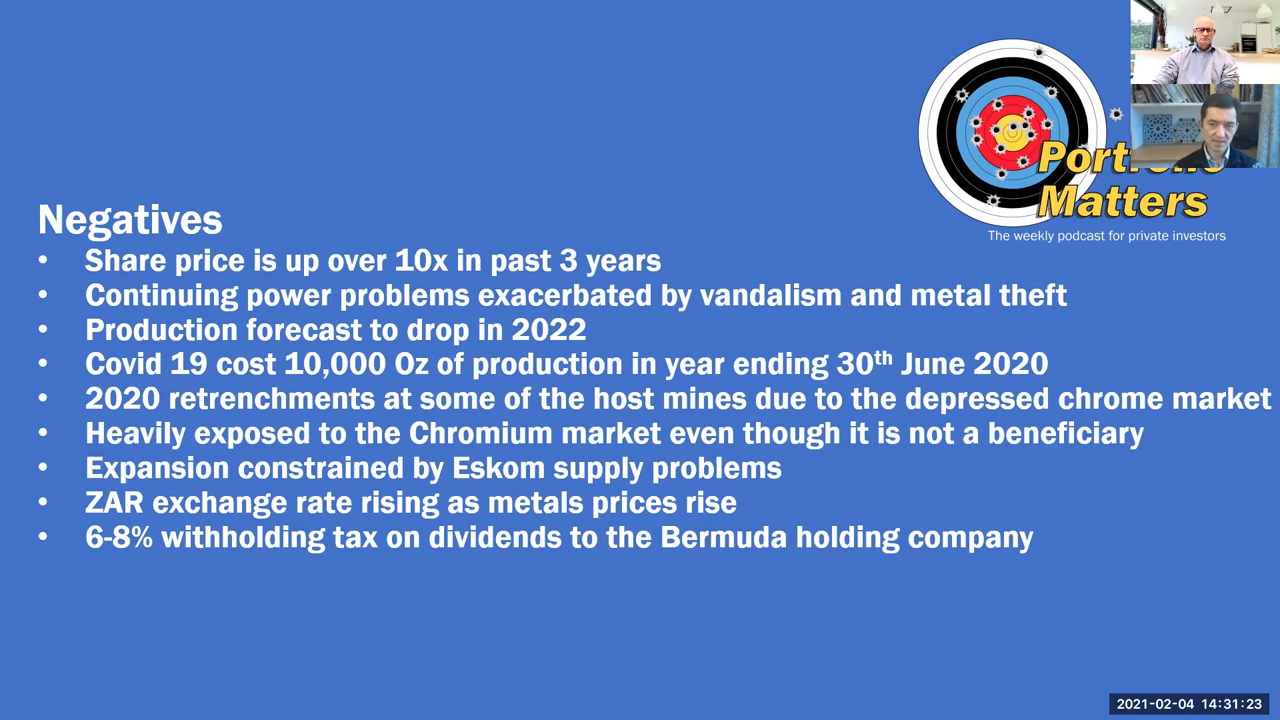 Portfolio
Matters
The weekly podcast for private investors
Negatives
• Share price is up over 10x in past 3 years
• Continuing power problems exacerbated by vandalism and metal theft
• Production forecast to drop in 2022
• Covid 19 cost 10,000 Oz of production in year ending 30th June 2020
• 2020 retrenchments at some of the host mines due to the depressed chrome market
• Heavily exposed to the Chromium market even though it is not a beneficiary
• Expansion constrained by Eskom supply problems
• ZAR exchange rate rising as metals prices rise
• 6-8% withholding tax on dividends to the Bermuda holding company
2021-02-04 14:31:23